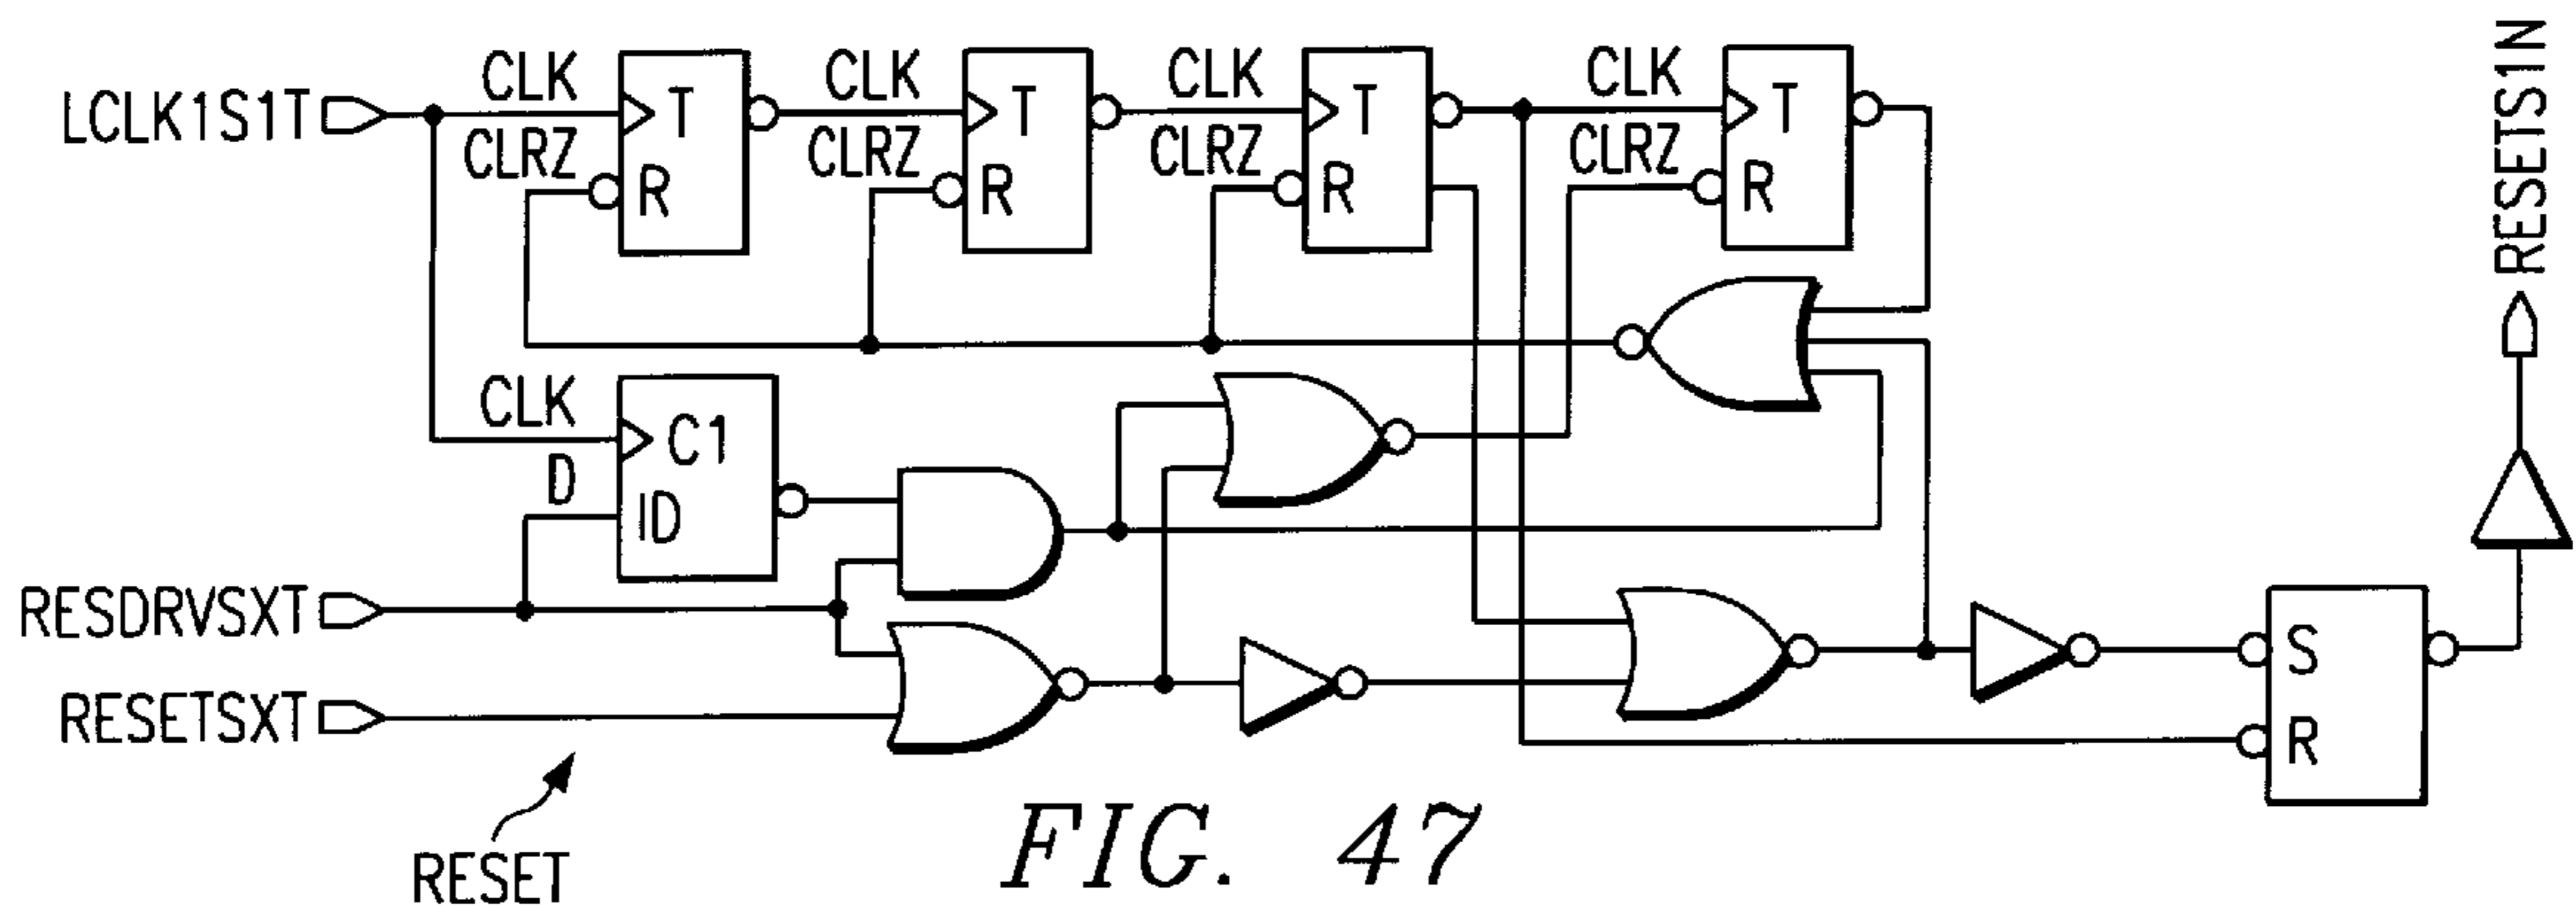 LCLK1S1T
CLK
T
CLRZ
R
CLK
T
CLRZ
R
CLK
T
CLRZ
R
CLK
T
CLRZ
R
RESETS1N
CLK
C1
D
ID
RESDRVSXT
RESETSXT
S
R
RESET
FIG. 47